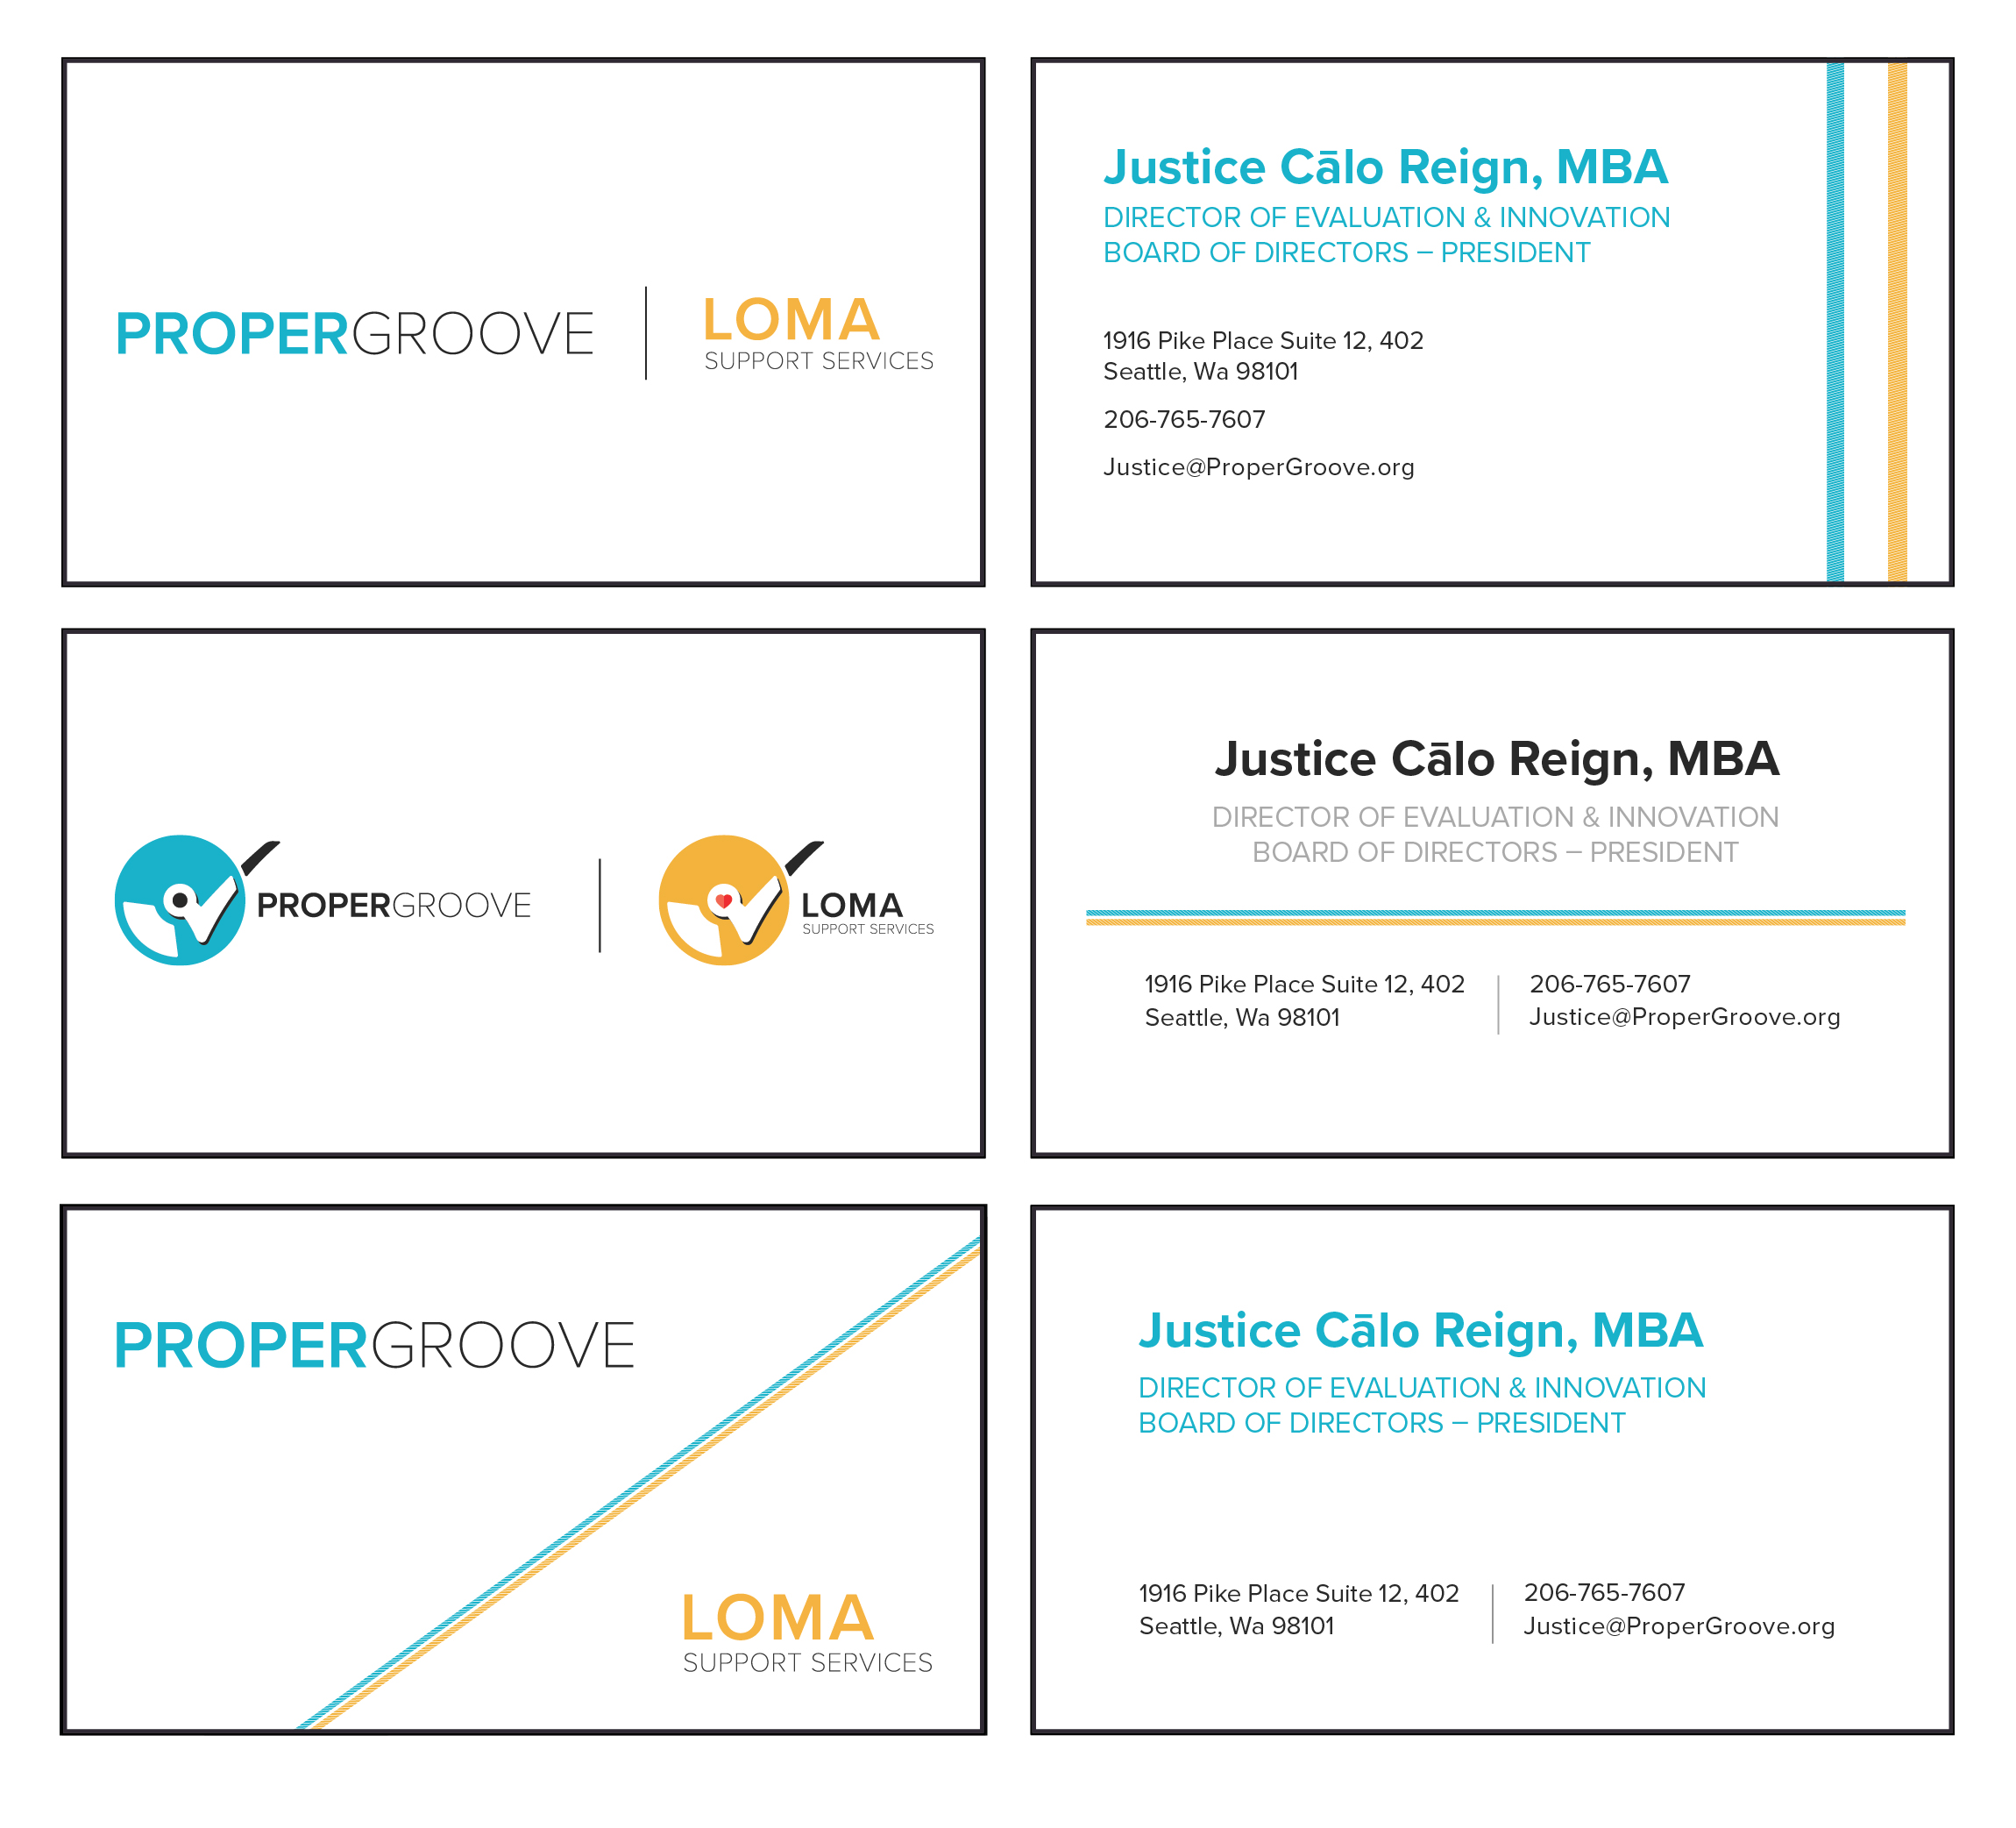 PROPERGROOVE
LOMA
SUPPORT SERVICES
Justice Cālo Reign, MBA
DIRECTOR OF EVALUATION & INNOVATION
BOARD OF DIRECTORS – PRESIDENT
1916 Pike Place Suite 12, 402
Seattle, Wa 98101
206-765-7607
Justice@ProperGroove.org
PROPERGROOVE
LOMA
SUPPORT SERVICES
Justice Cālo Reign, MBA
DIRECTOR OF EVALUATION & INNOVATION
BOARD OF DIRECTORS – PRESIDENT
1916 Pike Place Suite 12, 402
Seattle, Wa 98101
206-765-7607
Justice@ProperGroove.org
PROPERGROOVE
LOMA
SUPPORT SERVICES
Justice Cālo Reign, MBA
DIRECTOR OF EVALUATION & INNOVATION
BOARD OF DIRECTORS – PRESIDENT
1916 Pike Place Suite 12, 402
Seattle, Wa 98101
206-765-7607
Justice@ProperGroove.org